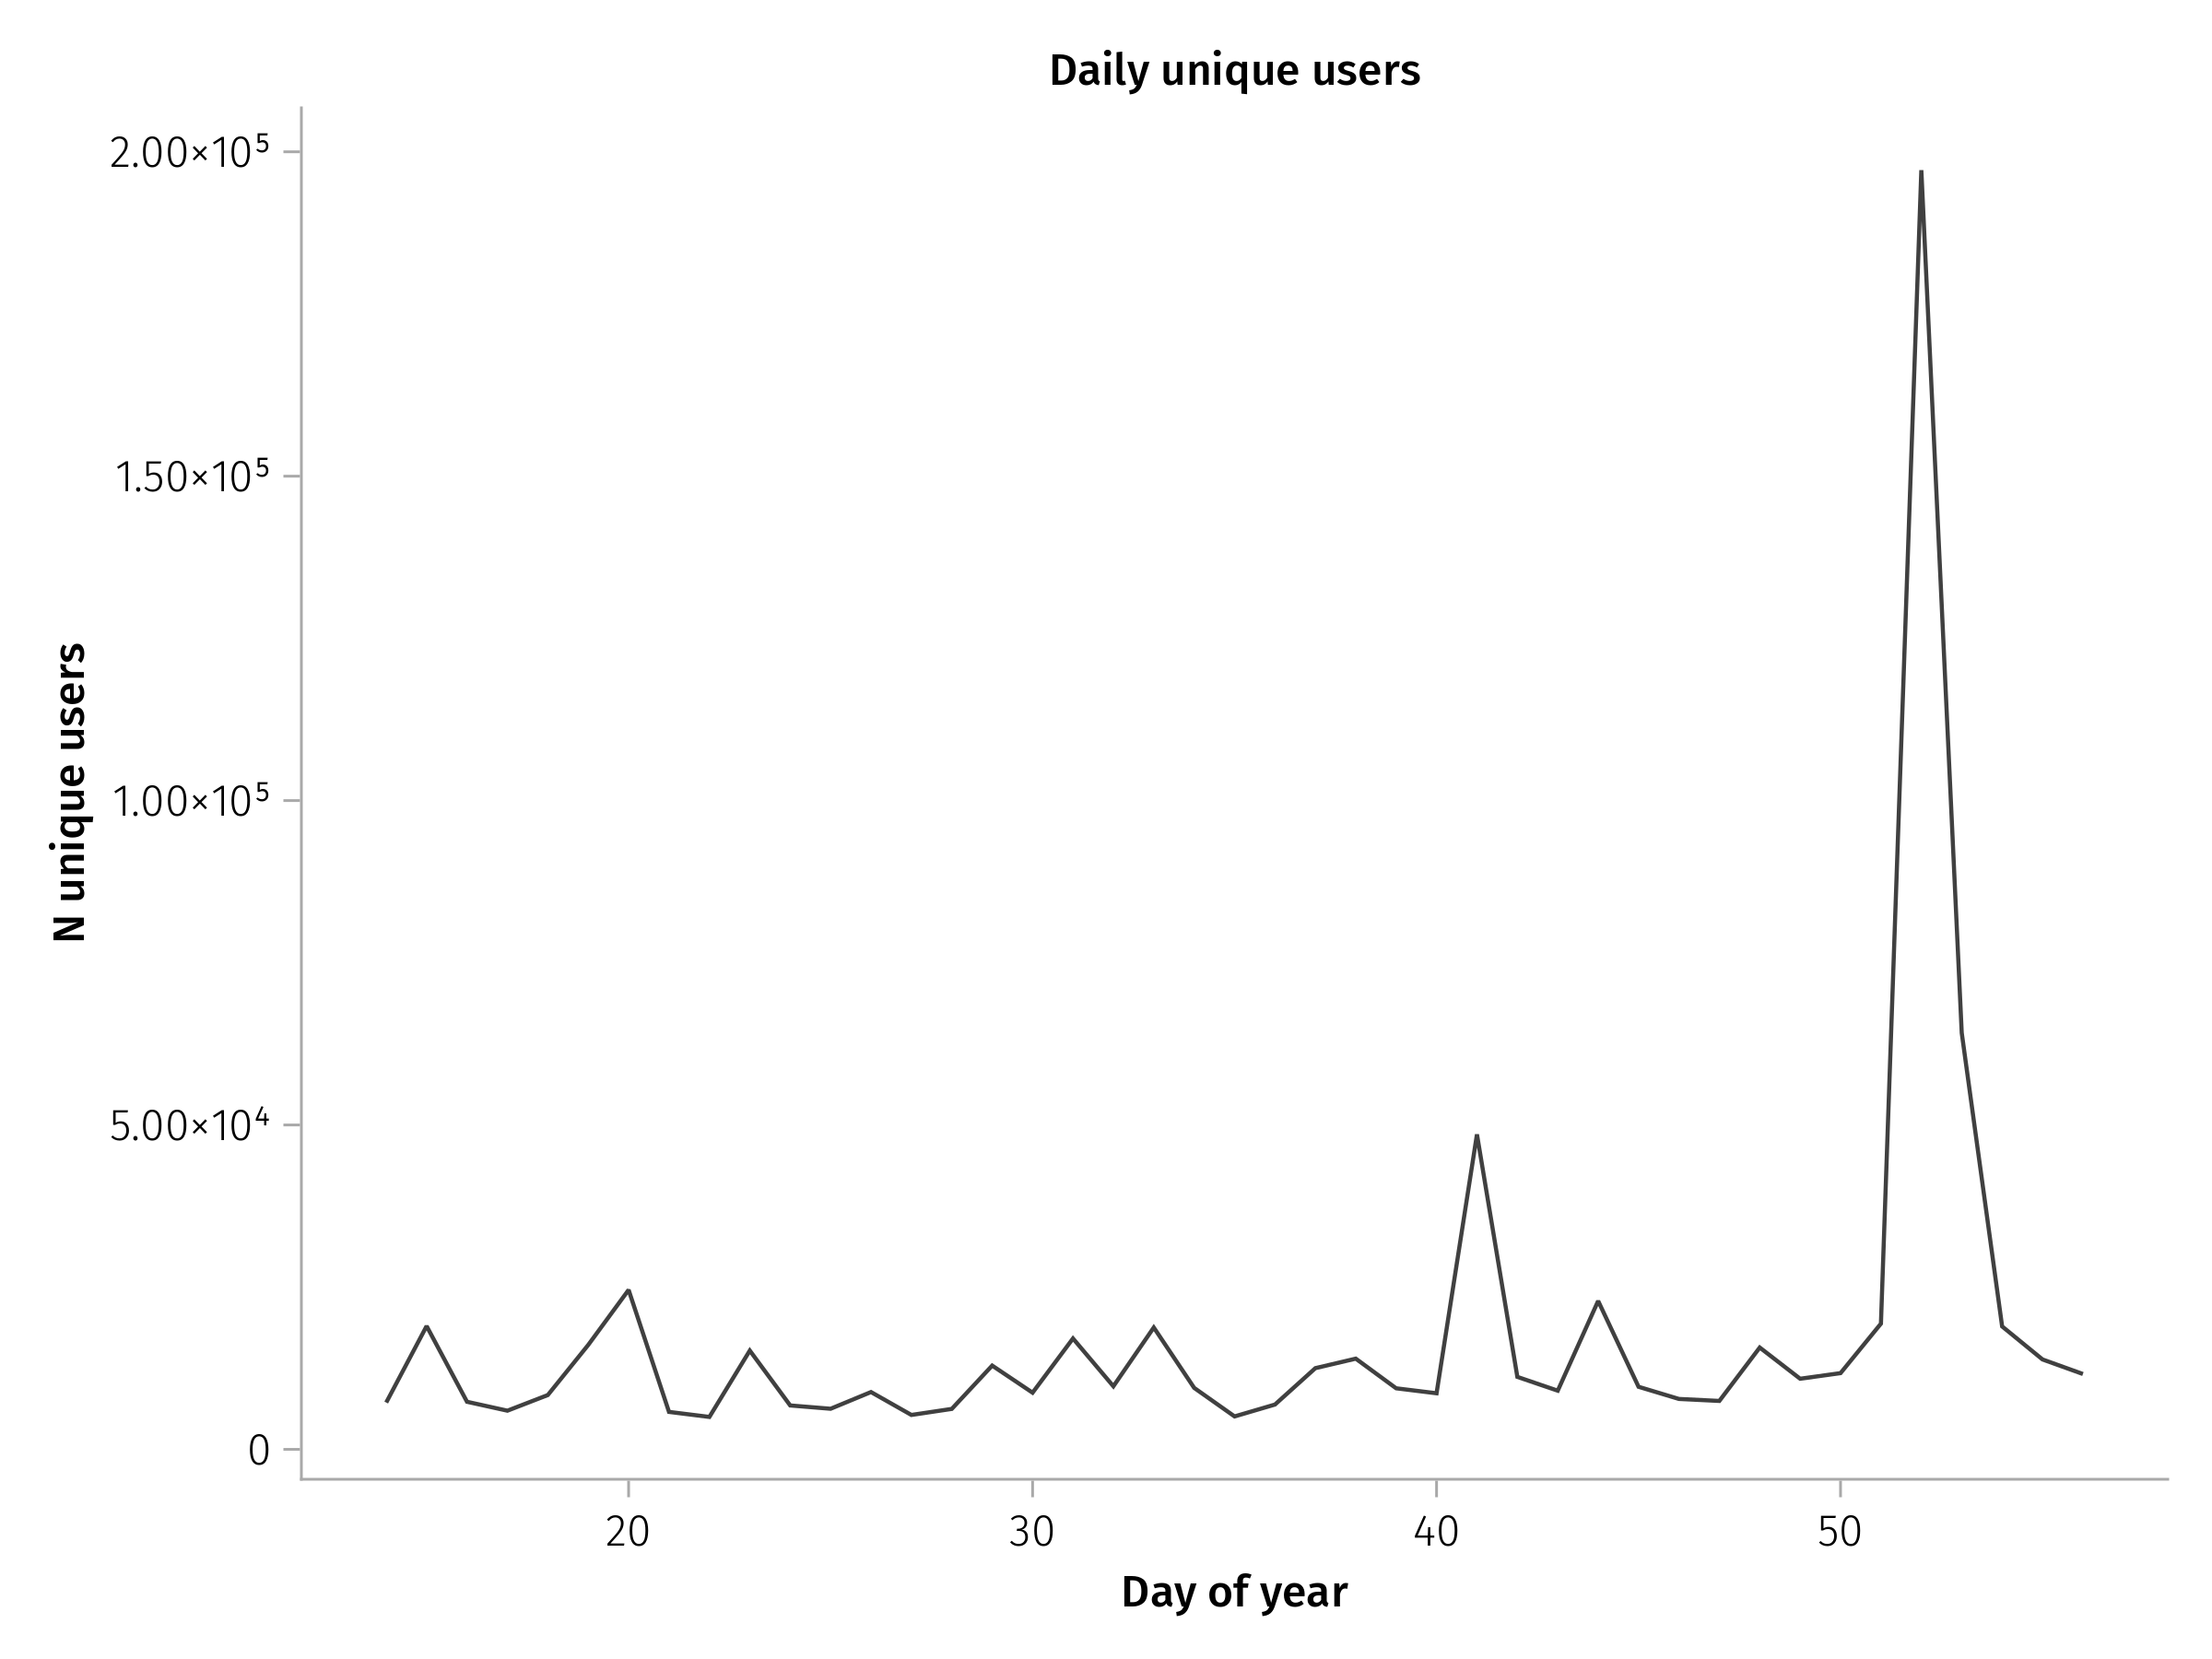 Daily unique users
2.00×10⁵
1.50×10⁵
1.00×10⁵
5.00×10⁴
0
N unique users
20 30 40 50
Day of year